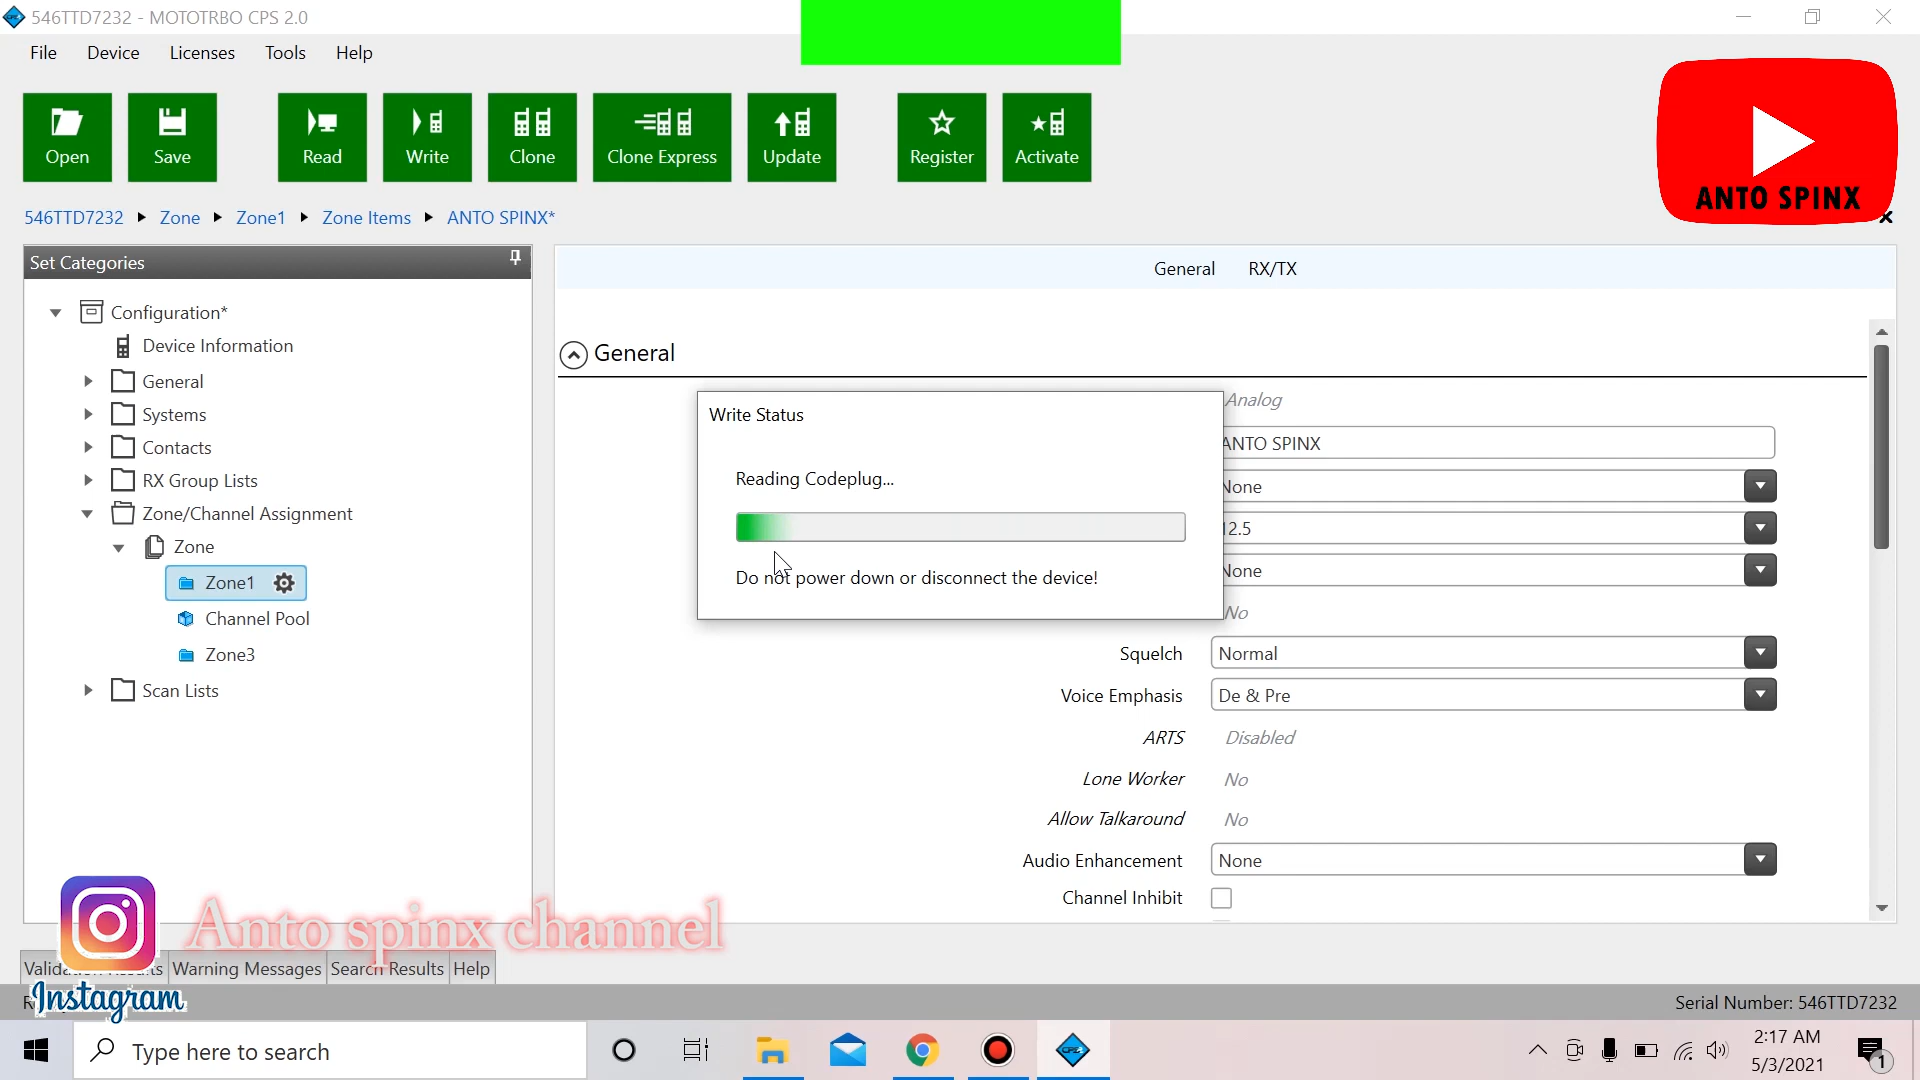 546TTD7232 - MOTOTRBO CPS 2.0
File Device Licenses Tools Help
Open Save Read Write Clone Clone Express Update Register Activate
ANTO SPINX
546TTD7232 Zone Zone1 Zone Items ANTO SPINX*
Set Categories
General RX/TX
Configuration*
Device Information
General
Systems
Contacts
RX Group Lists
Zone/Channel Assignment
Zone
Zone1
Channel Pool
Zone3
Scan Lists
General
Analog
ANTO SPINX
None
12.5
None
No
Write Status
Reading Codeplug...
Do not power down or disconnect the device!
Squelch Normal
Voice Emphasis De & Pre
ARTS Disabled
Lone Worker No
Allow Talkaround No
Audio Enhancement None
Channel Inhibit
Anto spinx channel
Instagram
Warning Messages Search Results Help
Serial Number: 546TTD7232
Type here to search
CPS
2:17 AM
5/3/2021
1